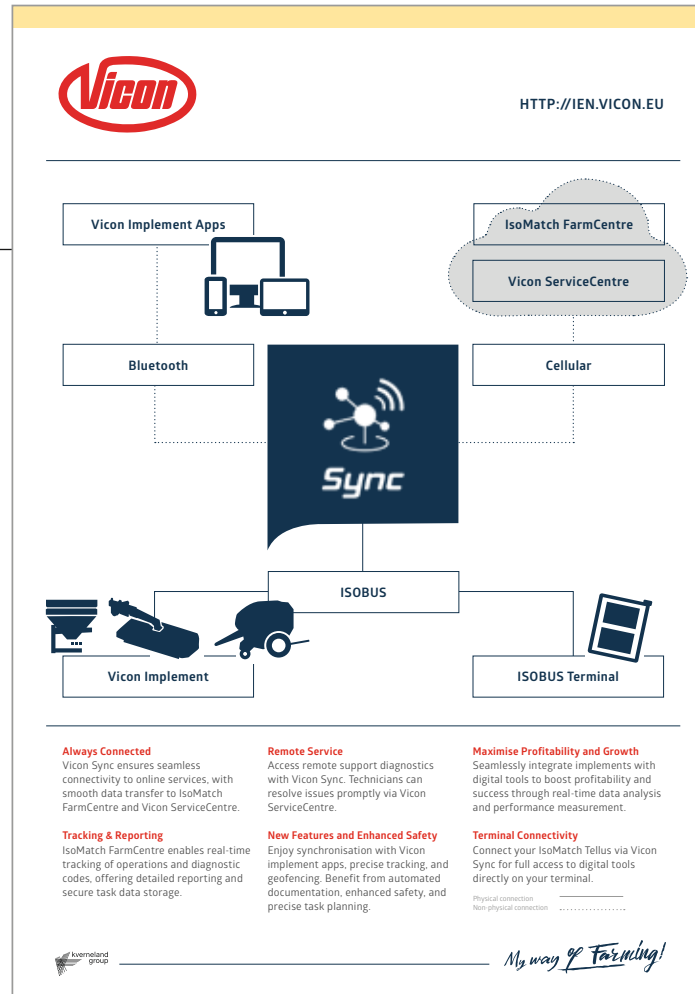 Vicon
HTTP://IEN.VICON.EU
Vicon Implement Apps
IsoMatch FarmCentre
Vicon ServiceCentre
Bluetooth
Cellular
Sync
ISOBUS
Vicon Implement
ISOBUS Terminal
Always Connected
Vicon Sync ensures seamless
connectivity to online services, with
smooth data transfer to IsoMatch
FarmCentre and Vicon ServiceCentre.
Remote Service
Access remote support diagnostics
with Vicon Sync. Technicians can
resolve issues promptly via Vicon
ServiceCentre.
Maximise Profitability and Growth
Seamlessly integrate implements with
digital tools to boost profitability and
success through real-time data analysis
and performance measurement.
Tracking & Reporting
IsoMatch FarmCentre enables real-time
tracking of operations and diagnostic
codes, offering detailed reporting and
secure task data storage.
New Features and Enhanced Safety
Enjoy synchronisation with Vicon
implement apps, precise tracking, and
geofencing. Benefit from automated
documentation, enhanced safety, and
precise task planning.
Terminal Connectivity
Connect your IsoMatch Tellus via Vicon
Sync for full access to digital tools
directly on your terminal.
Physical connection
Non-physical connection
kverneland
group
My way of Farming!